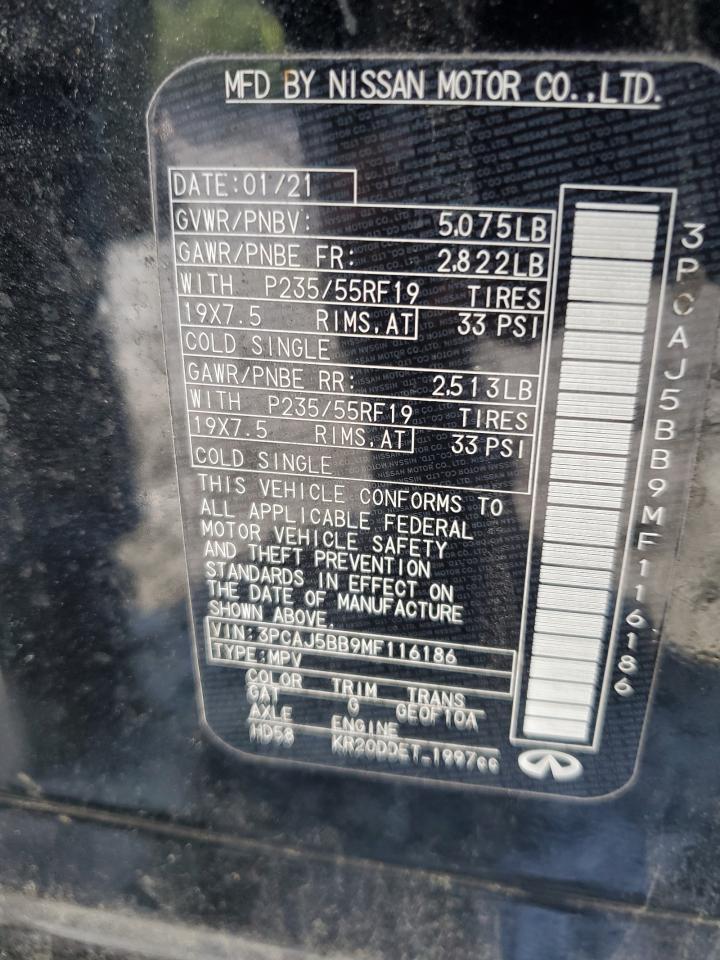 MFD BY NISSAN MOTOR CO.,LTD.
DATE:01/21
GVWR/PNBV: 5,075LB
GAWR/PNBE FR: 2,822LB
WITH P235/55RF19 TIRES
19X7.5 RIMS,AT 33 PSI
COLD SINGLE
GAWR/PNBE RR: 2,513LB
WITH P235/55RF19 TIRES
19X7.5 RIMS,AT 33 PSI
COLD SINGLE
THIS VEHICLE CONFORMS TO
ALL APPLICABLE FEDERAL
MOTOR VEHICLE SAFETY
AND THEFT PREVENTION
STANDARDS IN EFFECT ON
THE DATE OF MANUFACTURE
SHOWN ABOVE.
VIN:3PCAJ5BB9MF116186
TYPE:MPV
COLOR TRIM TRANS
GAT G GE0F10A
AXLE ENGINE
HD58 KR20DDET-1997cc
3PCAJ5BB9MF116186